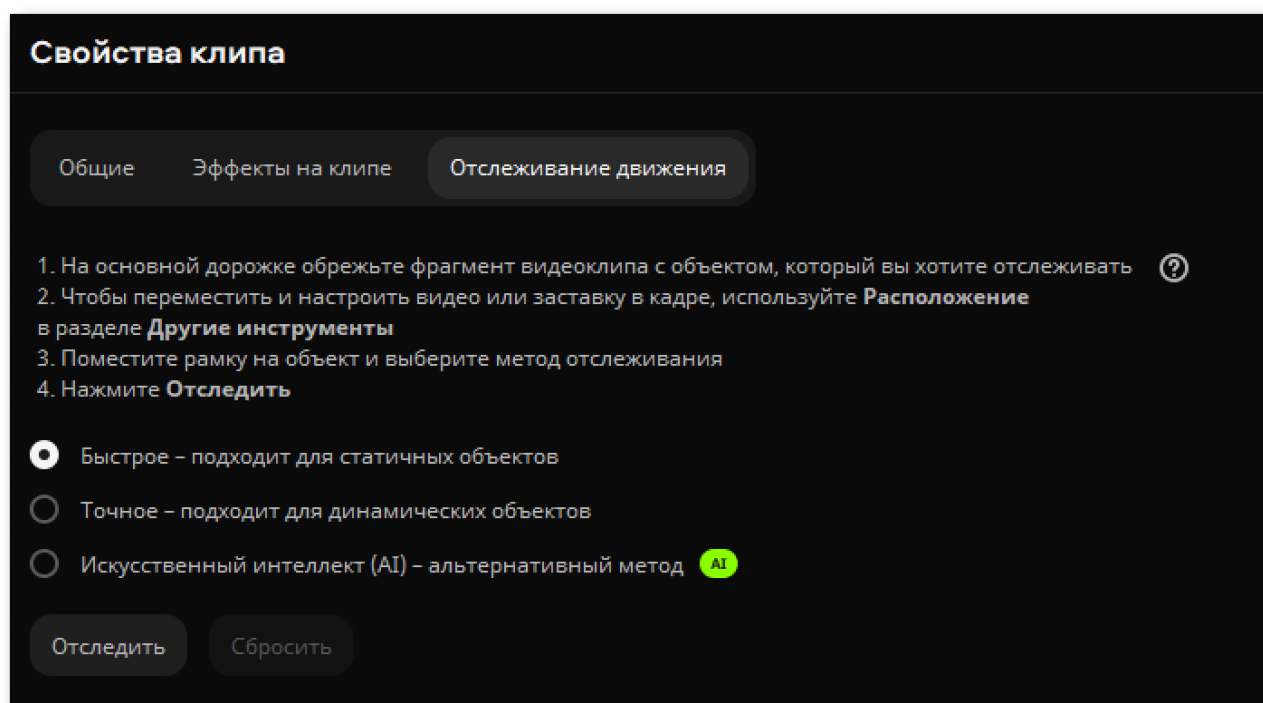 Свойства клипа
Общие Эффекты на клипе Отслеживание движения
1. На основной дорожке обрежьте фрагмент видеоклипа с объектом, который вы хотите отслеживать ?
2. Чтобы переместить и настроить видео или заставку в кадре, используйте Расположение
в разделе Другие инструменты
3. Поместите рамку на объект и выберите метод отслеживания
4. Нажмите Отследить
Быстрое – подходит для статичных объектов
Точное – подходит для динамических объектов
Искусственный интеллект (AI) – альтернативный метод AI
Отследить Сбросить